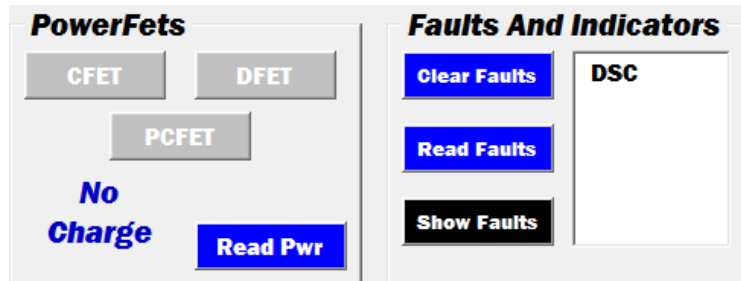 PowerFets
CFET
DFET
PCFET
No
Charge
Read Pwr
Faults And Indicators
Clear Faults
DSC
Read Faults
Show Faults